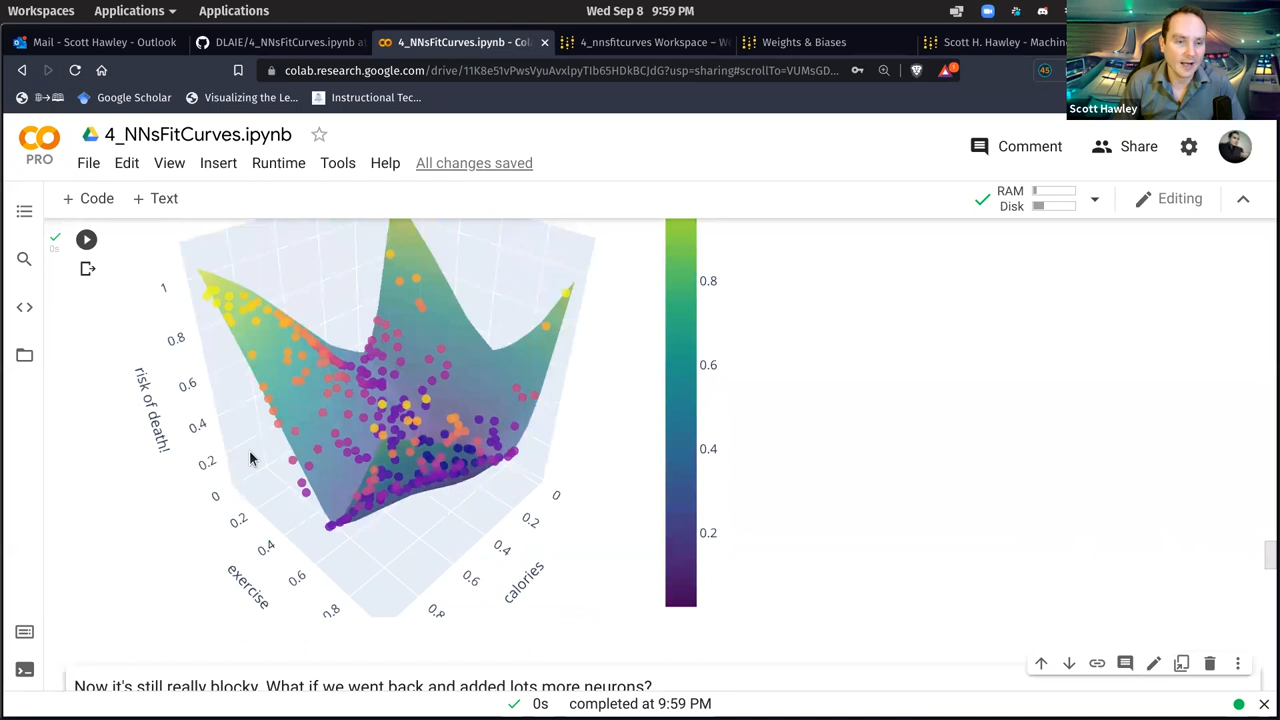 Workspaces Applications Applications Wed Sep 8 9:59 PM
Mail - Scott Hawley - Outlook DLAIE/4_NNsFitCurves.ipynb at 4_NNsFitCurves.ipynb - Col 4_nnsfitcurves Workspace – W Weights & Biases Scott H. Hawley - Machin
colab.research.google.com/drive/11K8e51vPwsVyuAvxlpyTIb65HDkBCJdG?usp=sharing#scrollTo=VUMsGD... 45
Google Scholar Visualizing the Le... Instructional Tec...
Scott Hawley
CO
PRO
4_NNsFitCurves.ipynb
File Edit View Insert Runtime Tools Help All changes saved
Comment Share
+ Code + Text
RAM
Disk
Editing
0s
1
0.8
0.6
0.4
0.2
0
risk of death!
0.2
0.4
0.6
0.8
exercise
0
0.2
0.4
0.6
0.8
calories
0.8
0.6
0.4
0.2
Now it's still really blocky. What if we went back and added lots more neurons?
0s completed at 9:59 PM